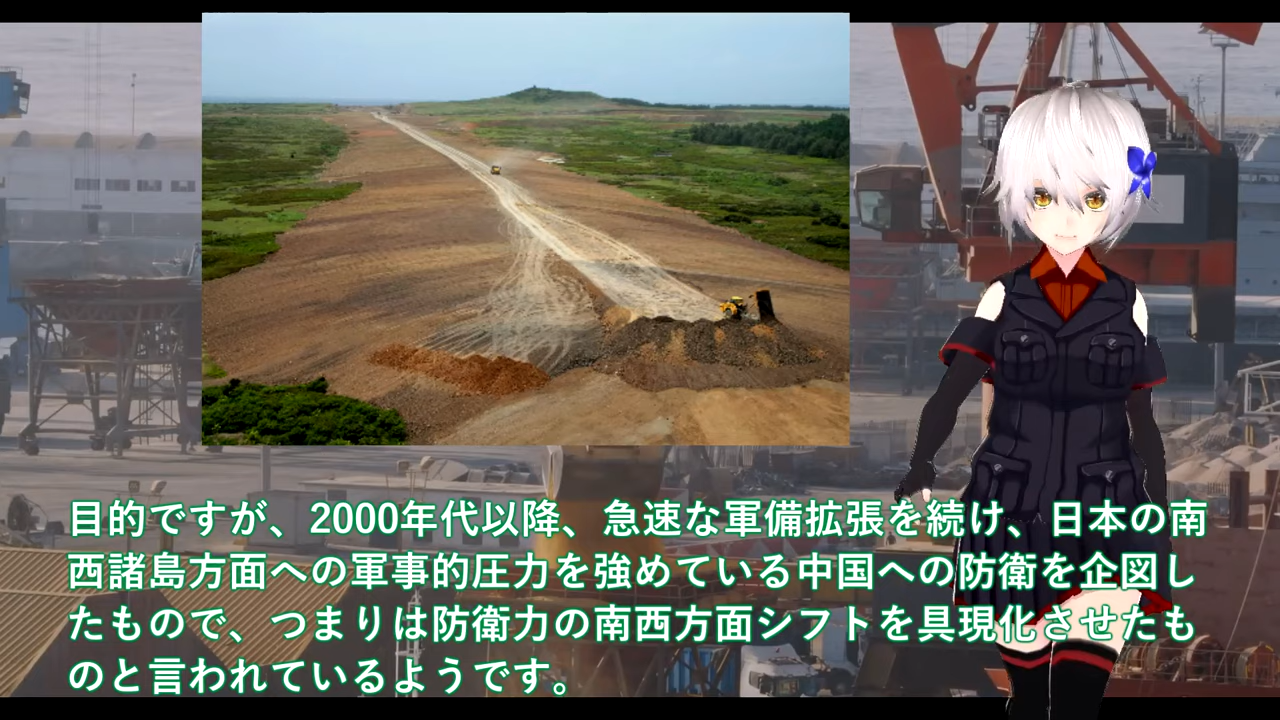 目的ですが、2000年代以降、急速な軍備拡張を続け、日本の南
西諸島方面への軍事的圧力を強めている中国への防衛を企図し
たもので、つまりは防衛力の南西方面シフトを具現化させたも
のと言われているようです。